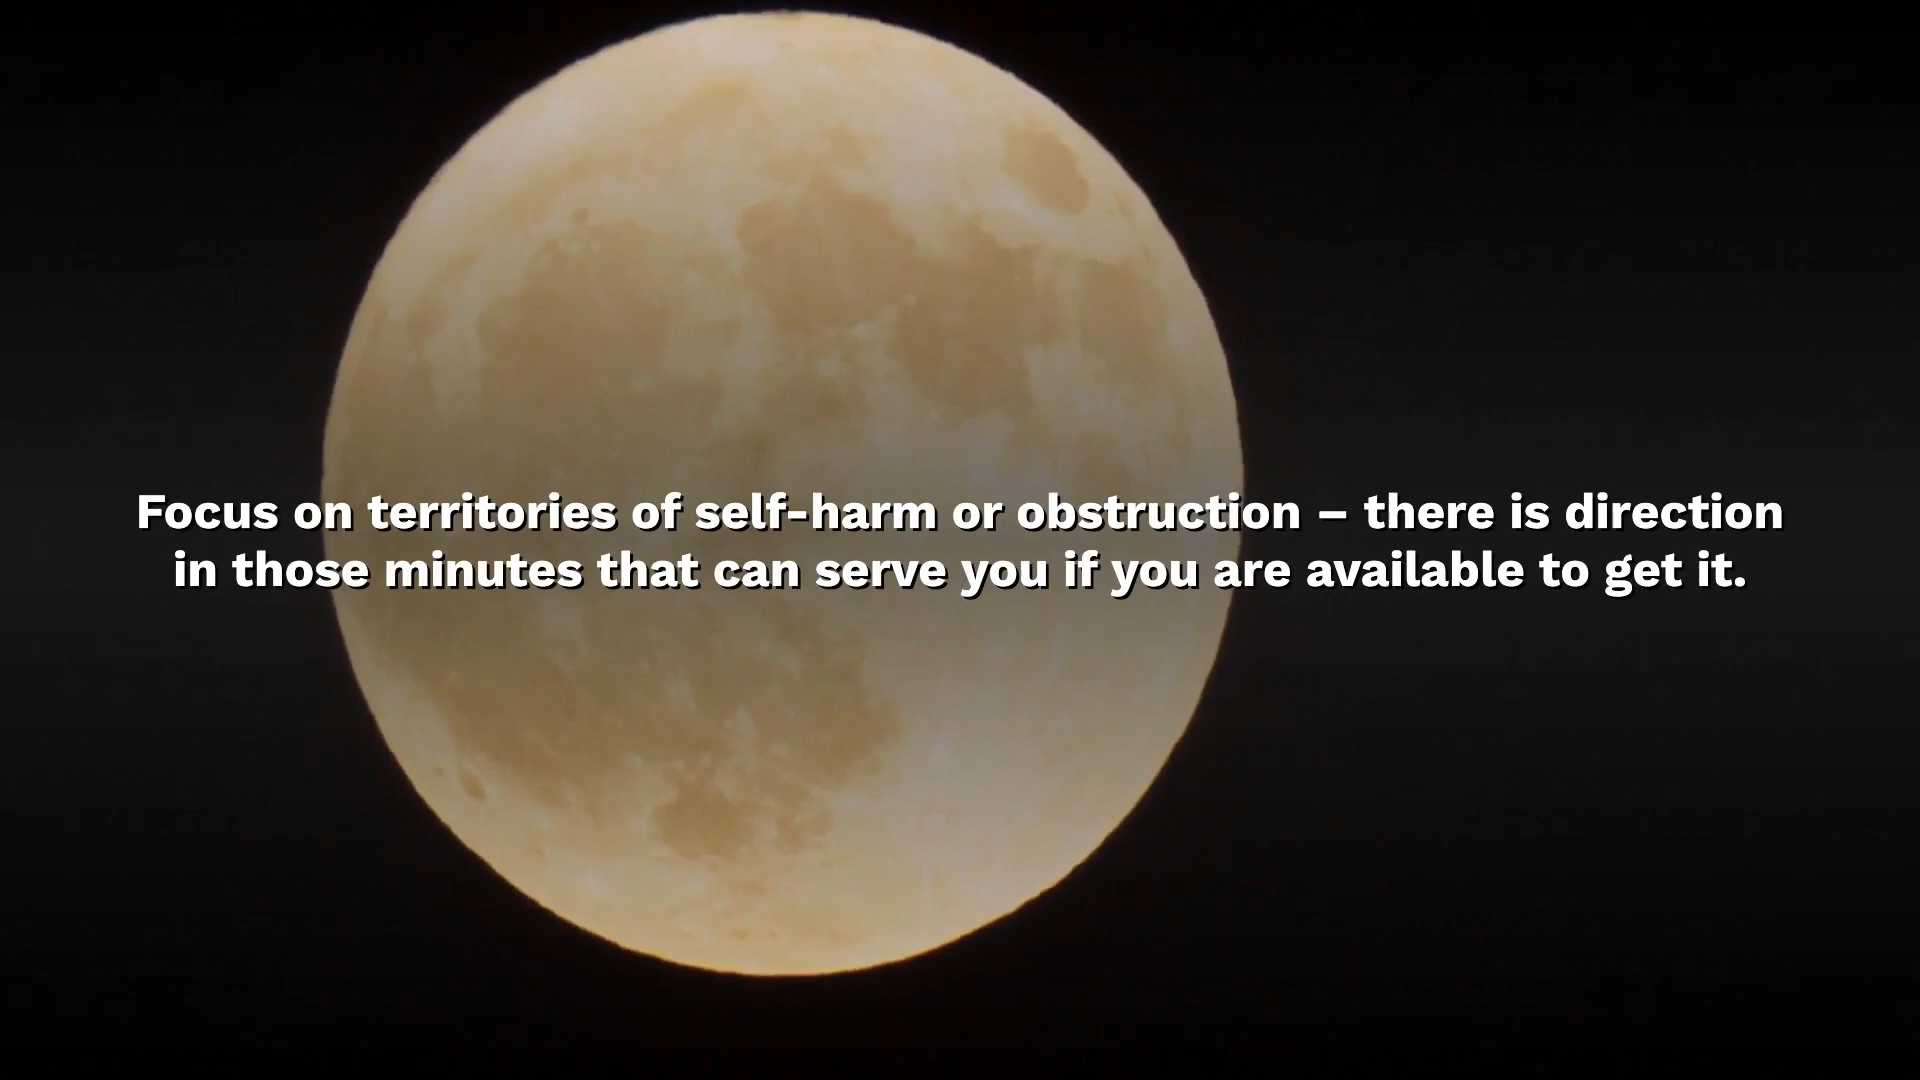 Focus on territories of self-harm or obstruction – there is direction
in those minutes that can serve you if you are available to get it.